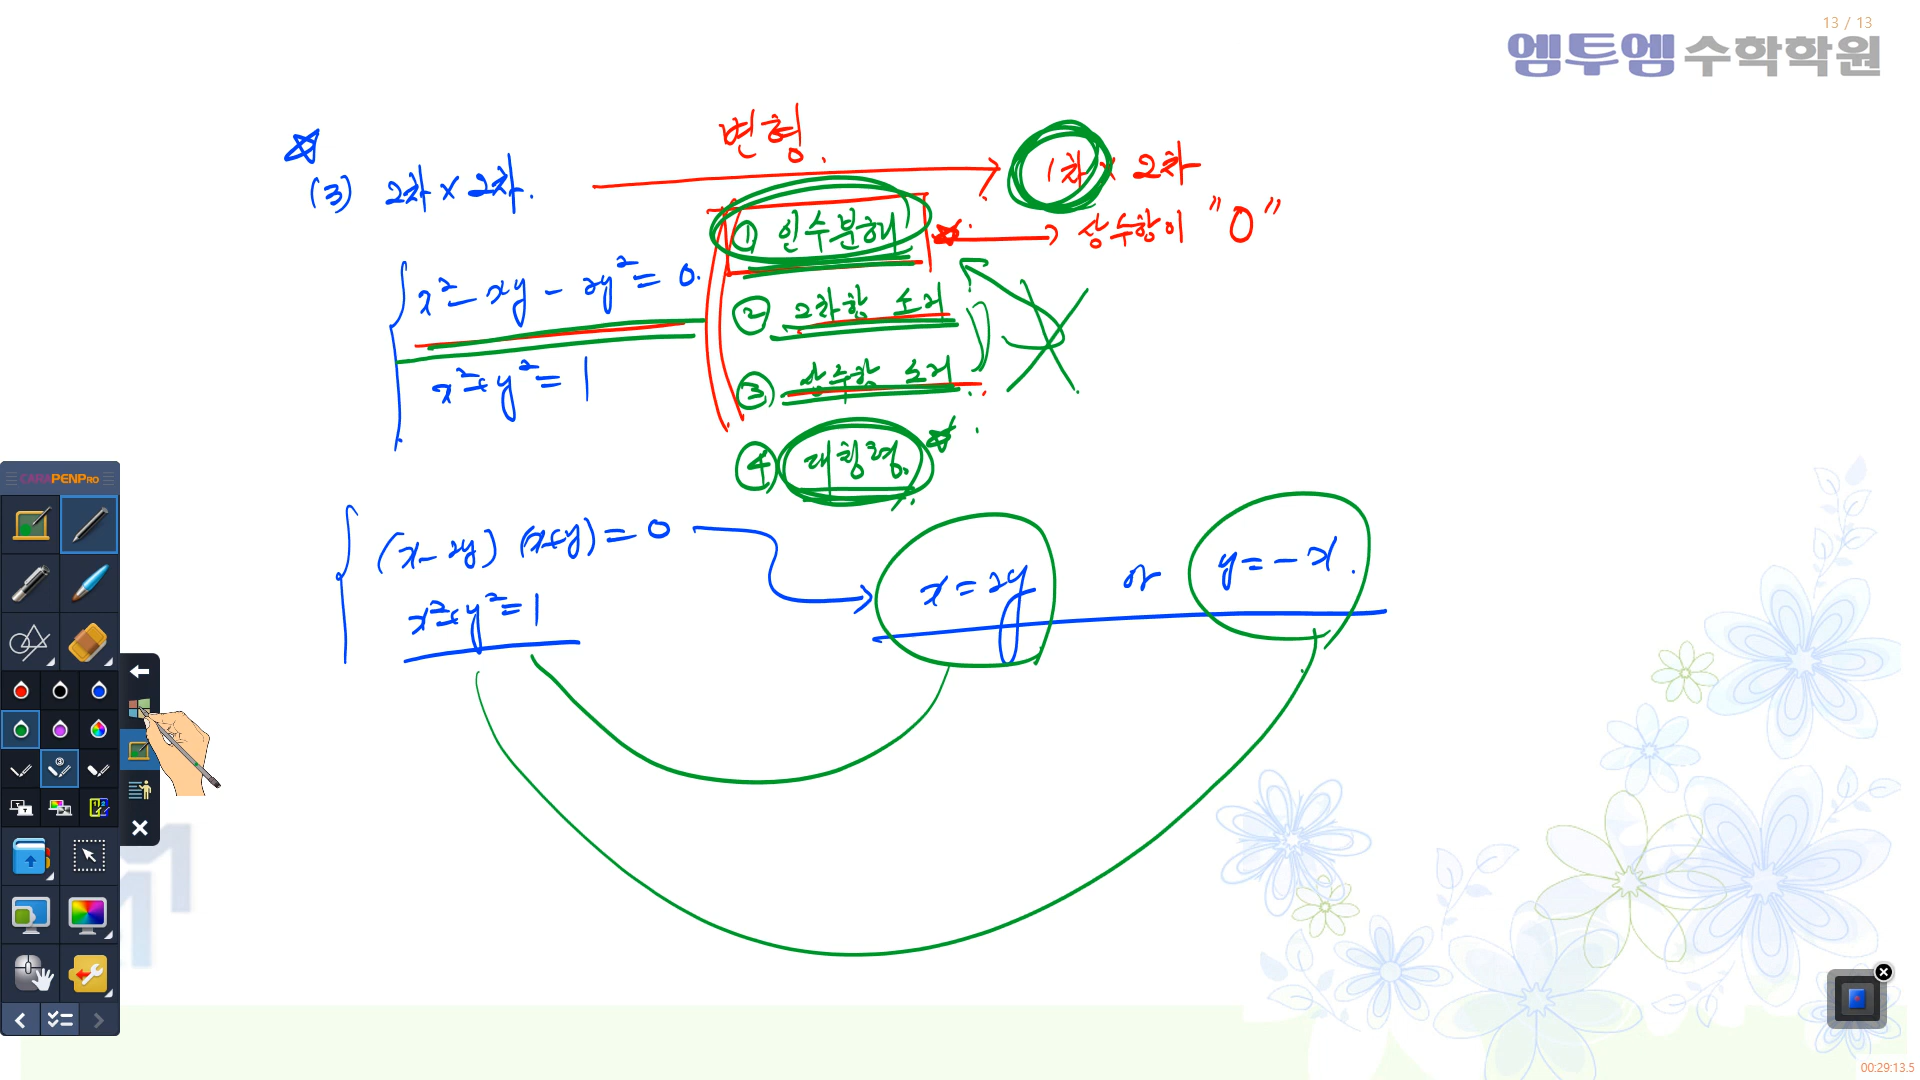 13 / 13
엠투엠수학학원
변형.
(3) 2차 x 2차.
1차 x 2차
① 인수분해
상수항이 "0"
x² - xy - 2y² = 0.
② 2차항 소거
x² + y² = 1
③ 상수항 소거
④ 대칭형.
CARAPENPRO
(x - 2y) (x + y) = 0
x = 2y or y = -x.
x² + y² = 1
00:29:13.5